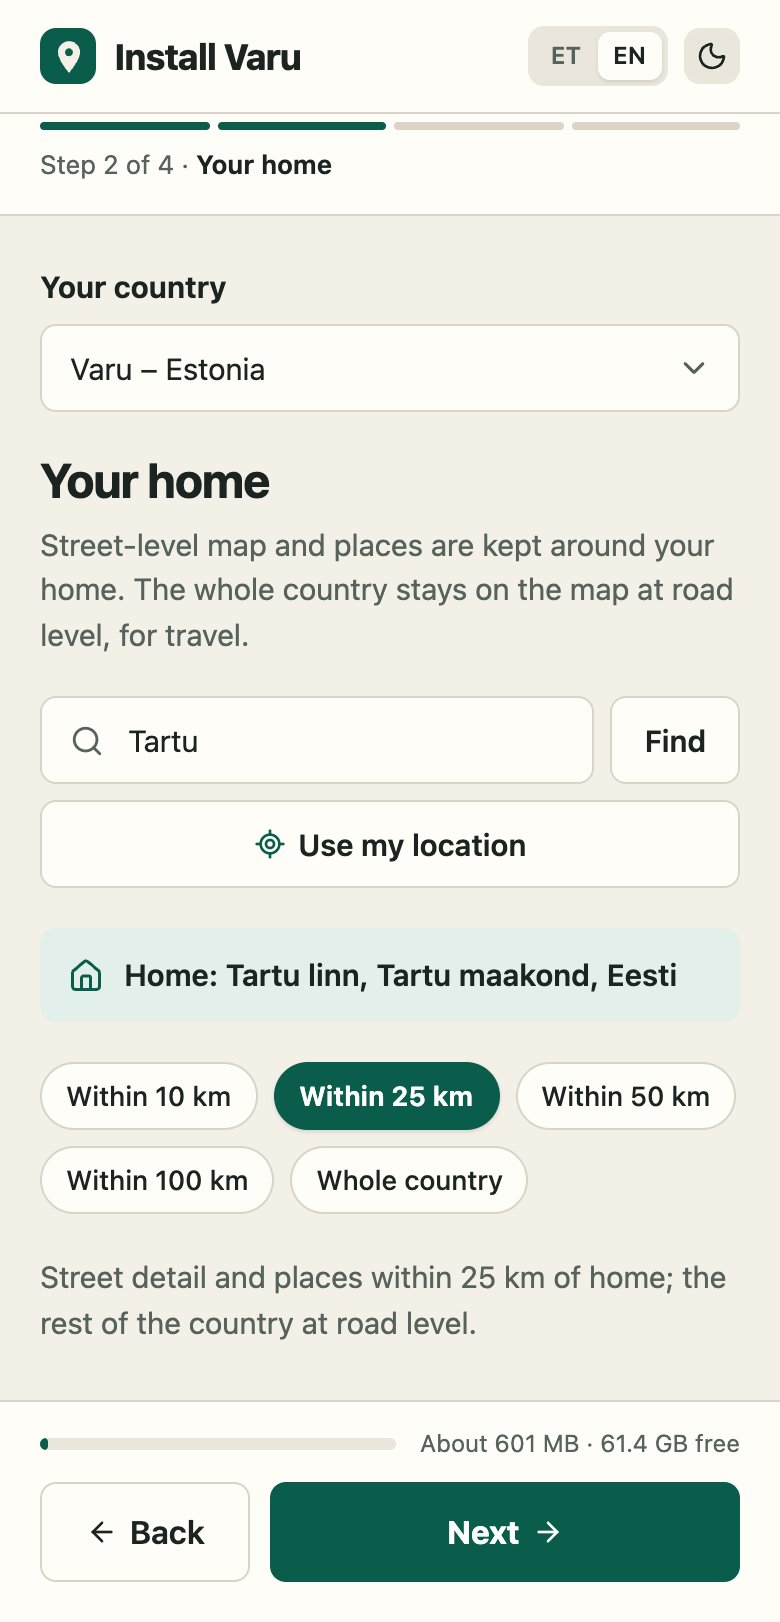 Install Varu
ET EN
Step 2 of 4 · Your home
Your country
Varu – Estonia
Your home
Street-level map and places are kept around your
home. The whole country stays on the map at road
level, for travel.
Tartu
Find
Use my location
Home: Tartu linn, Tartu maakond, Eesti
Within 10 km
Within 25 km
Within 50 km
Within 100 km
Whole country
Street detail and places within 25 km of home; the
rest of the country at road level.
About 601 MB · 61.4 GB free
← Back
Next →